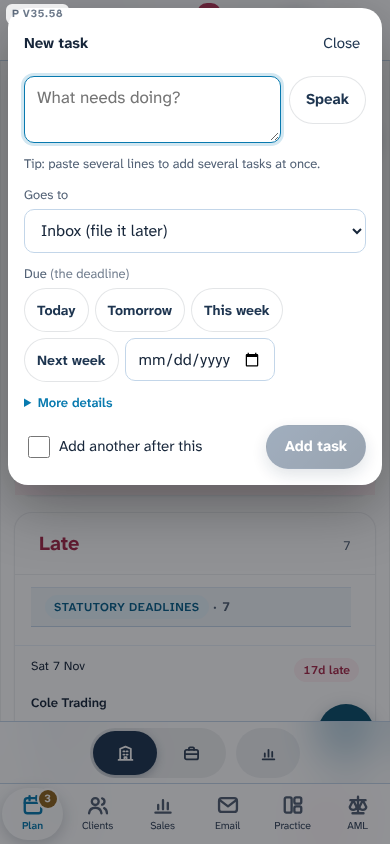 P V35.58
New task
Close
What needs doing?
Speak
Tip: paste several lines to add several tasks at once.
Goes to
Inbox (file it later)
Due (the deadline)
Today
Tomorrow
This week
Next week
mm/dd/yyyy
More details
Add another after this
Add task
Late
7
STATUTORY DEADLINES · 7
Sat 7 Nov
17d late
Cole Trading
3
Plan
Clients
Sales
Email
Practice
AML